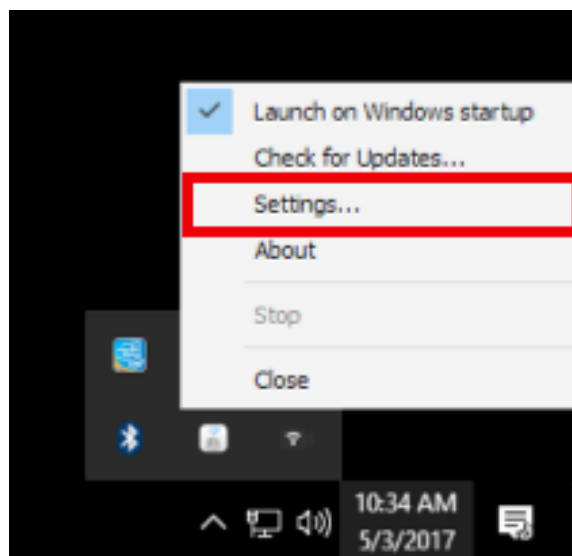 Launch on Windows startup
Check for Updates...
Settings...
About
Stop
Close
10:34 AM
5/3/2017